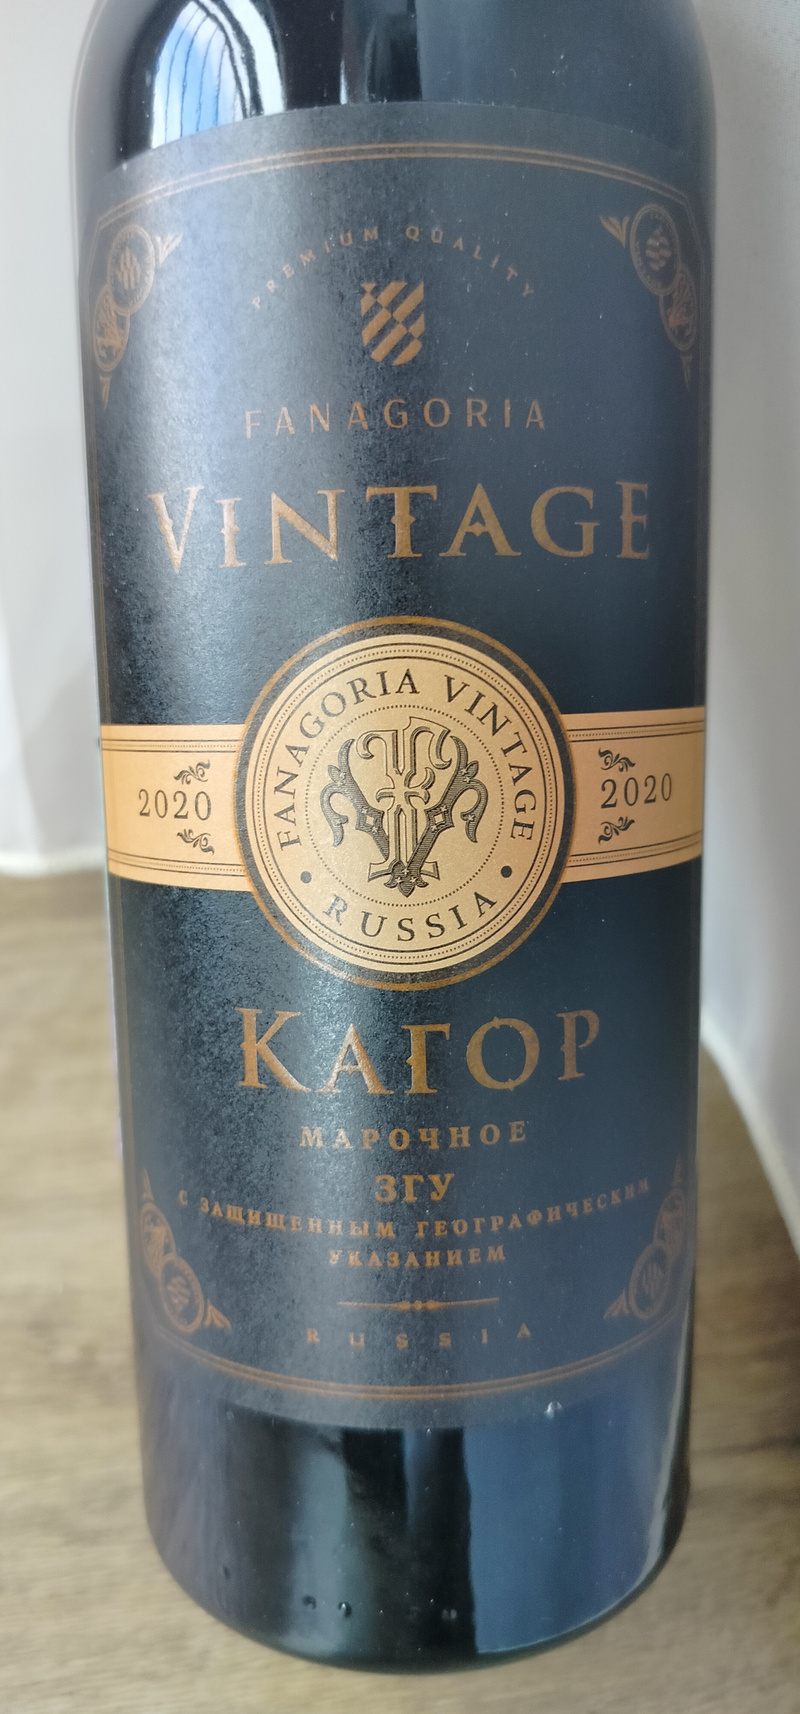 PREMIUM QUALITY
FANAGORIA
VINTAGE
FANAGORIA VINTAGE
2020
2020
RUSSIA
КАГОР
МАРОЧНОЕ
ЗГУ
С ЗАЩИЩЕННЫМ ГЕОГРАФИЧЕСКИМ
УКАЗАНИЕМ
RUSSIA